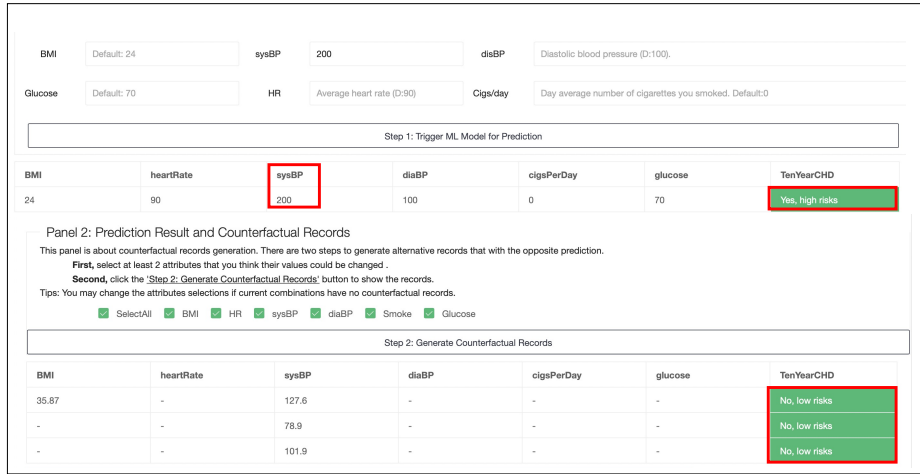 BMI Default: 24 sysBP 200 disBP Diastolic blood pressure (D:100).
Glucose Default: 70 HR Average heart rate (D:90) Cigs/day Day average number of cigarettes you smoked. Default:0
Step 1: Trigger ML Model for Prediction
BMI heartRate sysBP diaBP cigsPerDay glucose TenYearCHD
24 90 200 100 0 70 Yes, high risks
Panel 2: Prediction Result and Counterfactual Records
This panel is about counterfactual records generation. There are two steps to generate alternative records that with the opposite prediction.
First, select at least 2 attributes that you think their values could be changed .
Second, click the 'Step 2: Generate Counterfactual Records' button to show the records.
Tips: You may change the attributes selections if current combinations have no counterfactual records.
SelectAll BMI HR sysBP diaBP Smoke Glucose
Step 2: Generate Counterfactual Records
BMI heartRate sysBP diaBP cigsPerDay glucose TenYearCHD
35.87 - 127.6 - - - No, low risks
- - 78.9 - - - No, low risks
- - 101.9 - - - No, low risks